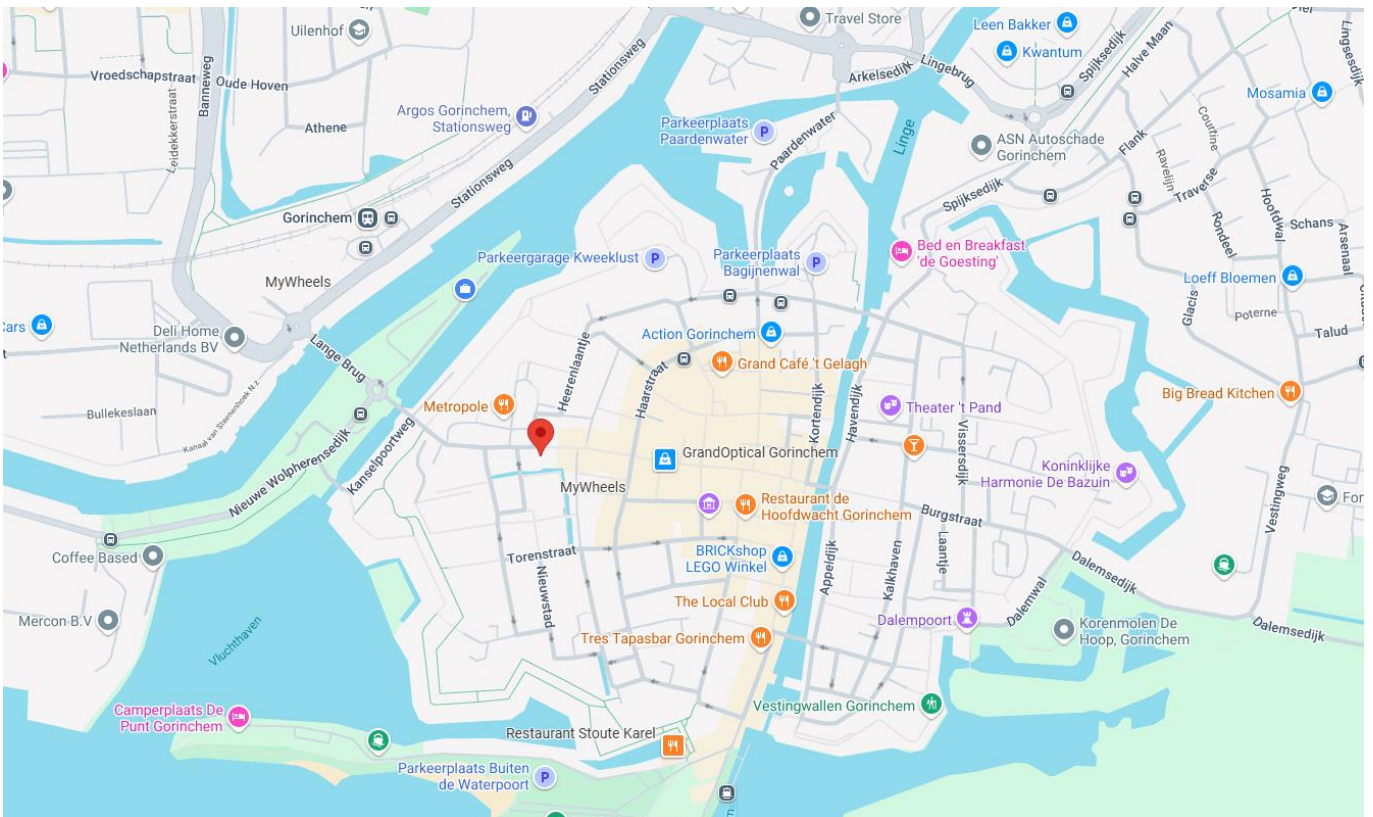 Travel Store
Leen Bakker
Kwantum
Uilenhof
Vroedschapstraat
Oude Hoven
Banneweg
Leidekkerstraat
Athene
Argos Gorinchem,
Stationsweg
Stationsweg
Stationsweg
Parkeerplaats
Paardenwater
Paardenwater
Arkelsedijk
Lingebrug
Linge
Spijksedijk
Halve Maan
Lingsesdijk
Mosamia
ASN Autoschade
Gorinchem
Flank
Courtine
Ravelijn
Traverse
Rondeel
Hoofdwal
Schans
Arsenaal
Spijksedijk
Gorinchem
MyWheels
Parkeergarage Kweeklust
Parkeerplaats
Bagijnenwal
Bed en Breakfast
'de Goesting'
Loeff Bloemen
Glacis
Poterne
Talud
Cars
Deli Home
Netherlands BV
Lange Brug
Action Gorinchem
Grand Café 't Gelagh
Heerenlaantje
Haarstraat
Kortendijk
Havendijk
Theater 't Pand
Vissersdijk
Big Bread Kitchen
Bullekeslaan
Kanaal van Steenenhoek N.z.
Metropole
Kanselpoortweg
Nieuwe Wolpherensedijk
GrandOptical Gorinchem
Koninklijke
Harmonie De Bazuin
MyWheels
Restaurant de
Hoofdwacht Gorinchem
Burgstraat
Vestingweg
For
Coffee Based
Torenstraat
Nieuwstad
BRICKshop
LEGO Winkel
Appeldijk
Kalkhaven
Laantje
Dalemsedijk
Dalemwal
Dalemsedijk
Mercon B.V
Vluchthaven
The Local Club
Tres Tapasbar Gorinchem
Dalempoort
Korenmolen De
Hoop, Gorinchem
Camperplaats De
Punt Gorinchem
Restaurant Stoute Karel
Vestingwallen Gorinchem
Parkeerplaats Buiten
de Waterpoort